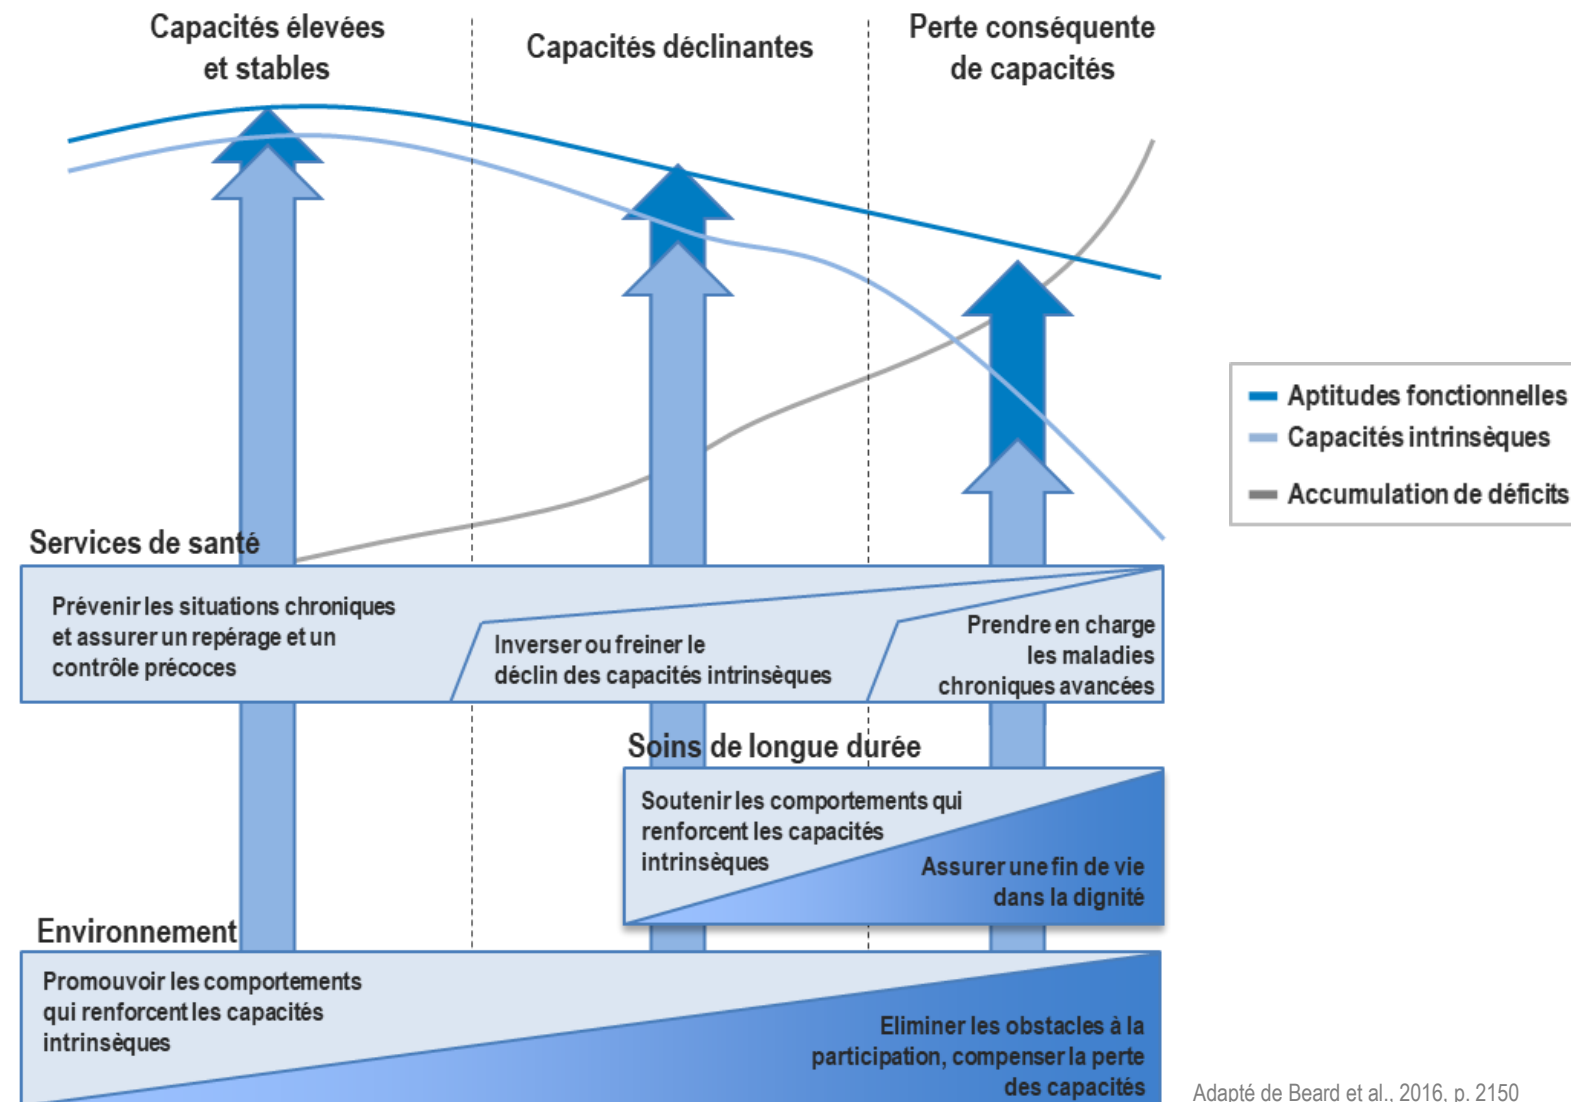 Capacités élevées
et stables
Capacités déclinantes
Perte conséquente
de capacités
Aptitudes fonctionnelles
Capacités intrinsèques
Accumulation de déficits
Services de santé
Prévenir les situations chroniques
et assurer un repérage et un
contrôle précoces
Inverser ou freiner le
déclin des capacités intrinsèques
Prendre en charge
les maladies
chroniques avancées
Soins de longue durée
Soutenir les comportements qui
renforcent les capacités
intrinsèques
Assurer une fin de vie
dans la dignité
Environnement
Promouvoir les comportements
qui renforcent les capacités
intrinsèques
Eliminer les obstacles à la
participation, compenser la perte
des capacités
Adapté de Beard et al., 2016, p. 2150